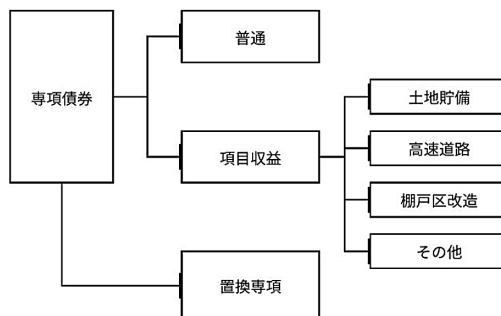 専項債券
普通
項目収益
置換専項
土地貯備
高速道路
棚戸区改造
その他